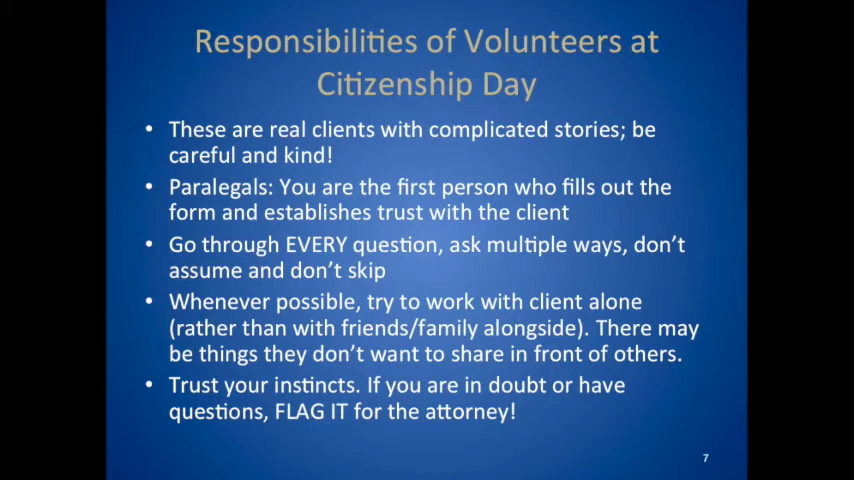 Responsibilities of Volunteers at
Citizenship Day
• These are real clients with complicated stories; be
careful and kind!
• Paralegals: You are the first person who fills out the
form and establishes trust with the client
• Go through EVERY question, ask multiple ways, don’t
assume and don’t skip
• Whenever possible, try to work with client alone
(rather than with friends/family alongside). There may
be things they don’t want to share in front of others.
• Trust your instincts. If you are in doubt or have
questions, FLAG IT for the attorney!
7